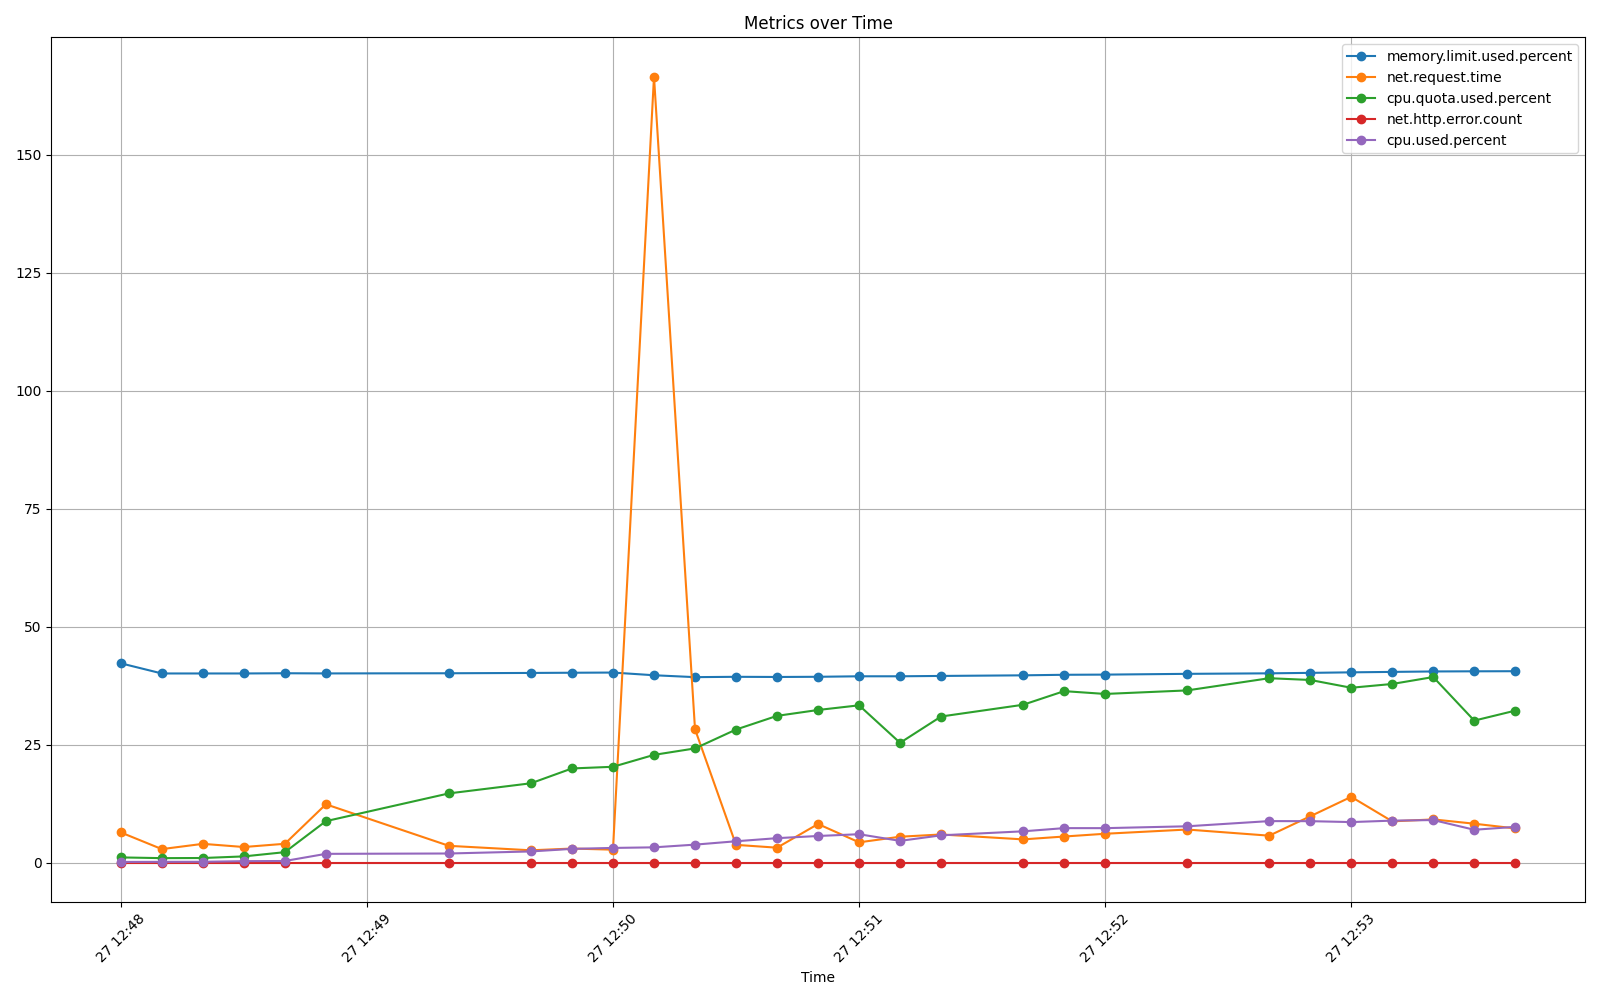 Metrics over Time
memory.limit.used.percent
net.request.time
cpu.quota.used.percent
net.http.error.count
cpu.used.percent
150
125
100
75
50
25
0
27 12:48
27 12:49
27 12:50
27 12:51
27 12:52
27 12:53
Time